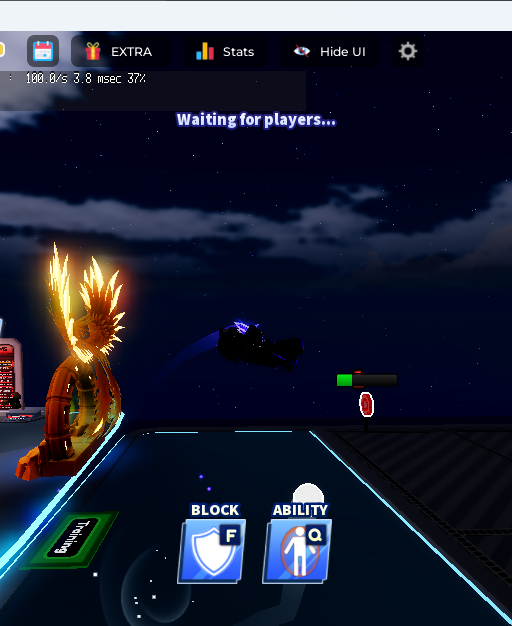 EXTRA
Stats
Hide UI
: 100.0/s 3.8 msec 37%
Waiting for players...
BLOCK
ABILITY
F
Q
Training